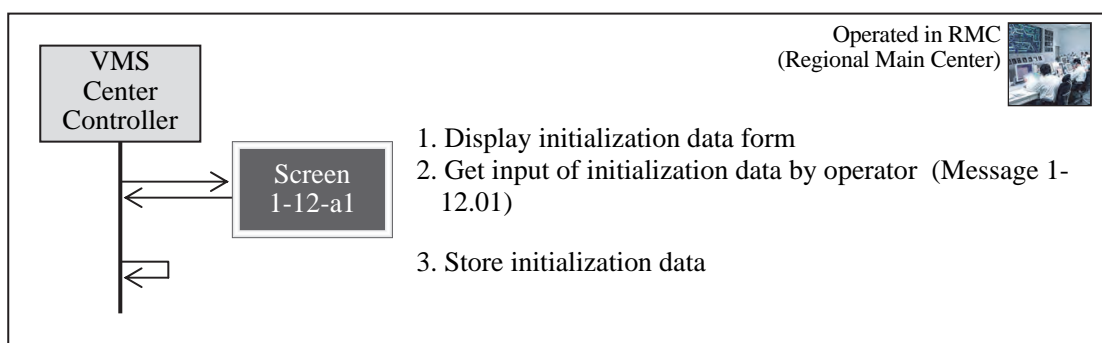 Operated in RMC
(Regional Main Center)
VMS
Center
Controller
Screen
1-12-a1
1. Display initialization data form
2. Get input of initialization data by operator  (Message 1-
12.01)
3. Store initialization data